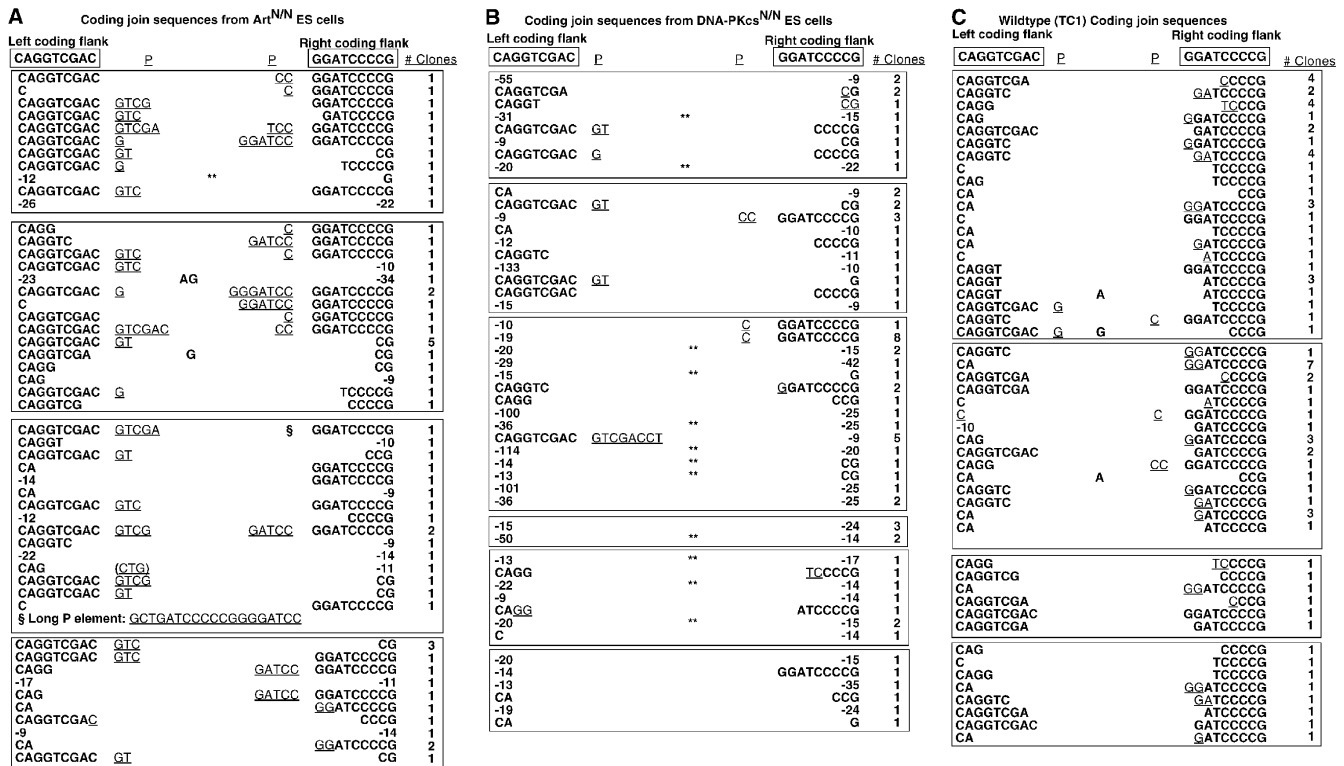 A Coding join sequences from Art^N/N ES cells
Left coding flank Right coding flank
CAGGTCGAC P P GGATCCCCG # Clones
CAGGTCGAC CC GGATCCCCG 1
C C GGATCCCCG 1
CAGGTCGAC GTCG GGATCCCCG 1
CAGGTCGAC GTC GATCCCCG 1
CAGGTCGAC GTCGA TCC GGATCCCCG 1
CAGGTCGAC G GGATCC GGATCCCCG 1
CAGGTCGAC GT CG 1
CAGGTCGAC G TCCCCG 1
-12 ** G 1
CAGGTCGAC GTC GGATCCCCG 1
-26 -22 1
CAGG C GGATCCCCG 1
CAGGTC GATCC GGATCCCCG 1
CAGGTCGAC GTC C GGATCCCCG 1
CAGGTCGAC GTC -10 1
-23 AG -34 1
CAGGTCGAC G GGGATCC GGATCCCCG 2
C GGATCC GGATCCCCG 1
CAGGTCGAC C GGATCCCCG 1
CAGGTCGAC GTCGAC CC GGATCCCCG 1
CAGGTCGAC GT CG 5
CAGGTCGA G CG 1
CAGG CG 1
CAG -9 1
CAGGTCGAC G TCCCCG 1
CAGGTCG CCCCG 1
CAGGTCGAC GTCGA § GGATCCCCG 1
CAGGT -10 1
CAGGTCGAC GT CCG 1
CA GGATCCCCG 1
-14 GGATCCCCG 1
CA -9 1
CAGGTCGAC GTC GGATCCCCG 1
-12 CCCCG 1
CAGGTCGAC GTCG GATCC GGATCCCCG 2
CAGGTC -9 1
-22 -14 1
CAG (CTG) -11 1
CAGGTCGAC GTCG CG 1
CAGGTCGAC GT CG 1
C GGATCCCCG 1
§ Long P element: GCTGATCCCCCGGGGATCC
CAGGTCGAC GTC CG 3
CAGGTCGAC GTC GGATCCCCG 1
CAGG GATCC GGATCCCCG 1
-17 -11 1
CAG GATCC GGATCCCCG 1
CA GGATCCCCG 1
CAGGTCGAC CCCG 1
-9 -14 1
CA GGATCCCCG 2
CAGGTCGAC GT CG 1
B Coding join sequences from DNA-PKcs^N/N ES cells
Left coding flank Right coding flank
CAGGTCGAC P P GGATCCCCG # Clones
-55 -9 2
CAGGTCGA CG 2
CAGGT CG 1
-31 ** -15 1
CAGGTCGAC GT CCCCG 1
-9 CG 1
CAGGTCGAC G CCCCG 1
-20 ** -22 1
CA -9 2
CAGGTCGAC GT CG 2
-9 CC GGATCCCCG 3
CA -10 1
-12 CCCCG 1
CAGGTC -11 1
-133 -10 1
CAGGTCGAC GT G 1
CAGGTCGAC CCCCG 1
-15 -9 1
-10 C GGATCCCCG 1
-19 C GGATCCCCG 8
-20 ** -15 2
-29 -42 1
-15 ** G 1
CAGGTC GGATCCCCG 2
CAGG CCG 1
-100 -25 1
-36 ** -25 1
CAGGTCGAC GTCGACCT -9 5
-114 ** -20 1
-14 ** CG 1
-13 ** CG 1
-101 -25 1
-36 -25 2
-15 -24 3
-50 ** -14 2
-13 ** -17 1
CAGG TCCCCG 1
-22 ** -14 1
-9 -14 1
CAGG ATCCCCG 1
-20 ** -15 2
C -14 1
-20 -15 1
-14 GGATCCCCG 1
-13 -35 1
CA CCG 1
-19 -24 1
CA G 1
C Wildtype (TC1) Coding join sequences
Left coding flank Right coding flank
CAGGTCGAC P P GGATCCCCG # Clones
CAGGTCGA CCCCG 4
CAGGTC GATCCCCG 2
CAGG TCCCG 4
CAG GGATCCCCG 1
CAGGTCGAC GATCCCCG 2
CAGGTC GGATCCCCG 1
CAGGTC GATCCCCG 4
C TCCCCG 1
CAG TCCCCG 1
CA CCG 1
CA GGATCCCCG 3
C GGATCCCCG 1
CA TCCCCG 1
CA GATCCCCG 1
C ATCCCCG 1
CAGGT GGATCCCCG 1
CAGGT ATCCCCG 3
CAGGT A ATCCCCG 1
CAGGTCGAC G TCCCCG 1
CAGGTC C GGATCCCCG 1
CAGGTCGAC G G CCCG 1
CAGGTC GGATCCCCG 1
CA GGATCCCCG 7
CAGGTCGA CCCCG 2
CAGGTCGA GGATCCCCG 1
C ATCCCCG 1
C C GGATCCCCG 1
-10 GATCCCCG 1
CAG GGATCCCCG 3
CAGGTCGAC GATCCCCG 2
CAGG CC GGATCCCCG 1
CA A CCG 1
CAGGTC GGATCCCCG 1
CAGGTC GATCCCCG 1
CA GATCCCCG 3
CA ATCCCCG 1
CAGG TCCCCG 1
CAGGTCG CCCCG 1
CA GGATCCCCG 1
CAGGTCGA CCCG 1
CAGGTCGAC GATCCCCG 1
CAGGTCGA GATCCCCG 1
CAG CCCCG 1
C TCCCCG 1
CAGG TCCCCG 1
CA GGATCCCCG 1
CAGGTC GATCCCCG 1
CAGGTCGA ATCCCCG 1
CAGGTCGAC GATCCCCG 1
CA GATCCCCG 1